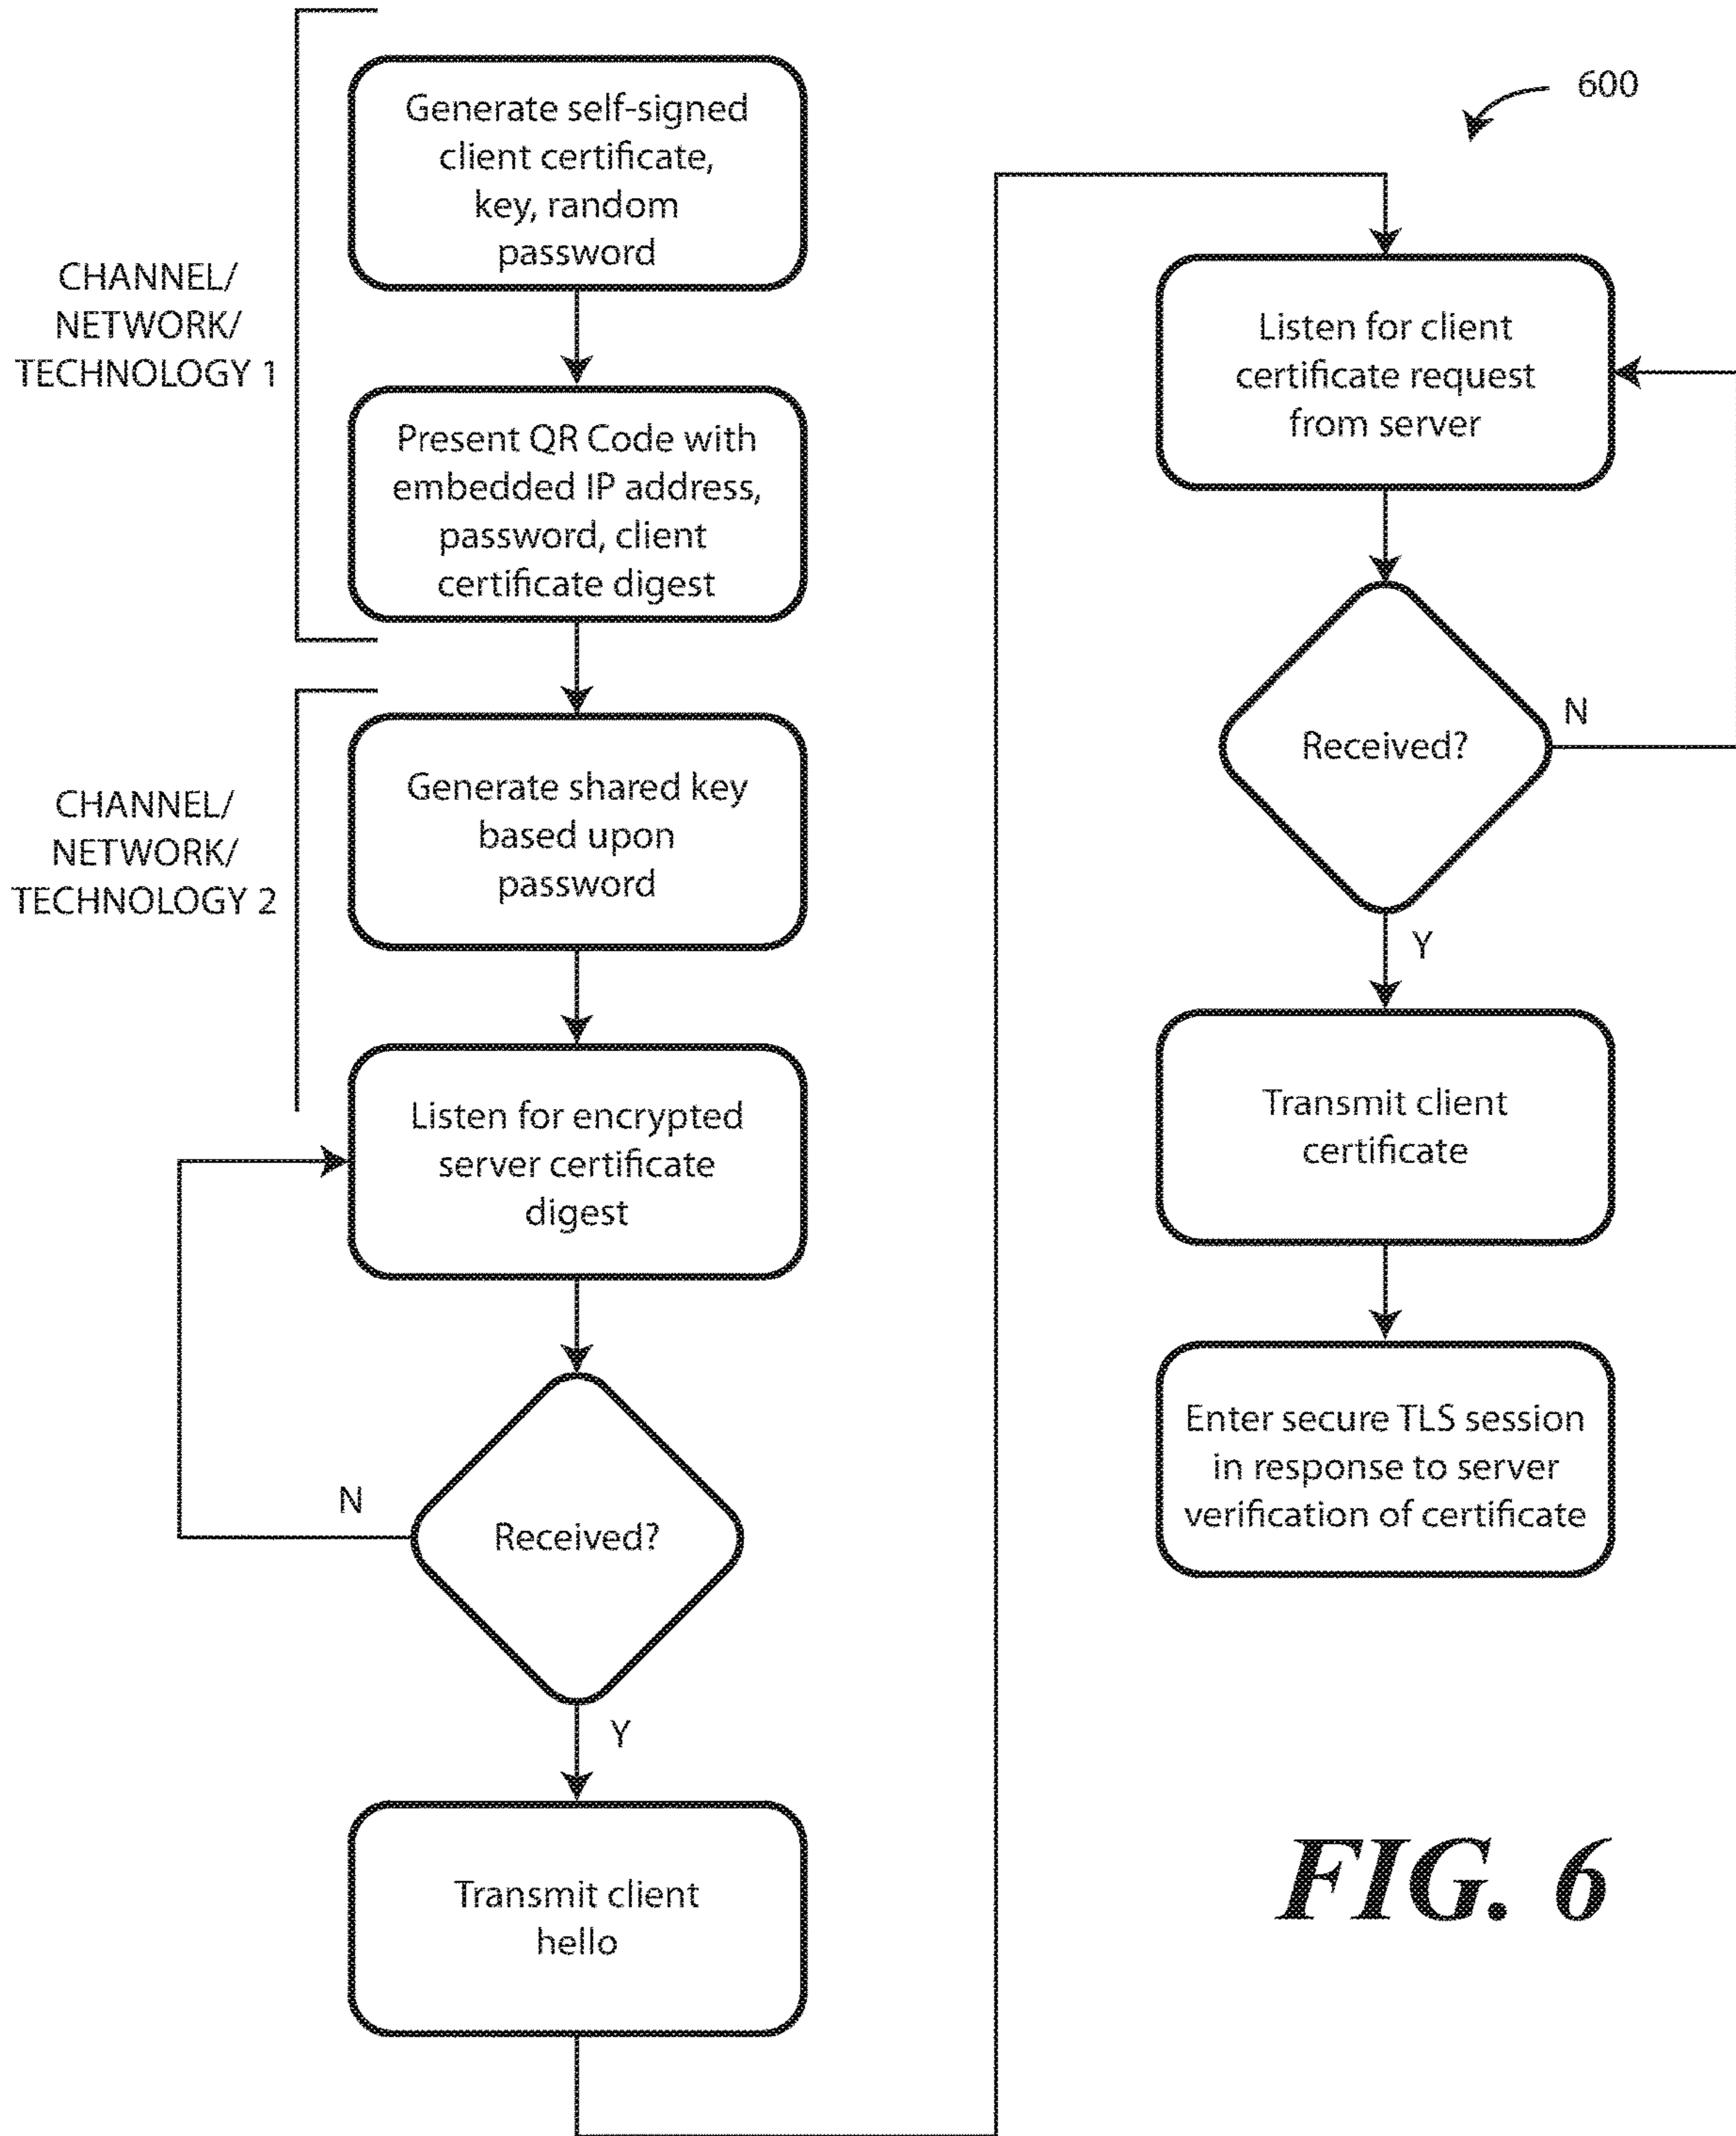 Generate self-signed
client certificate,
key, random
password
CHANNEL/
NETWORK/
TECHNOLOGY 1
Present QR Code with
embedded IP address,
password, client
certificate digest
Generate shared key
based upon
password
CHANNEL/
NETWORK/
TECHNOLOGY 2
Listen for encrypted
server certificate
digest
Received?
N
Y
Transmit client
hello
600
Listen for client
certificate request
from server
Received?
N
Y
Transmit client
certificate
Enter secure TLS session
in response to server
verification of certificate
FIG. 6